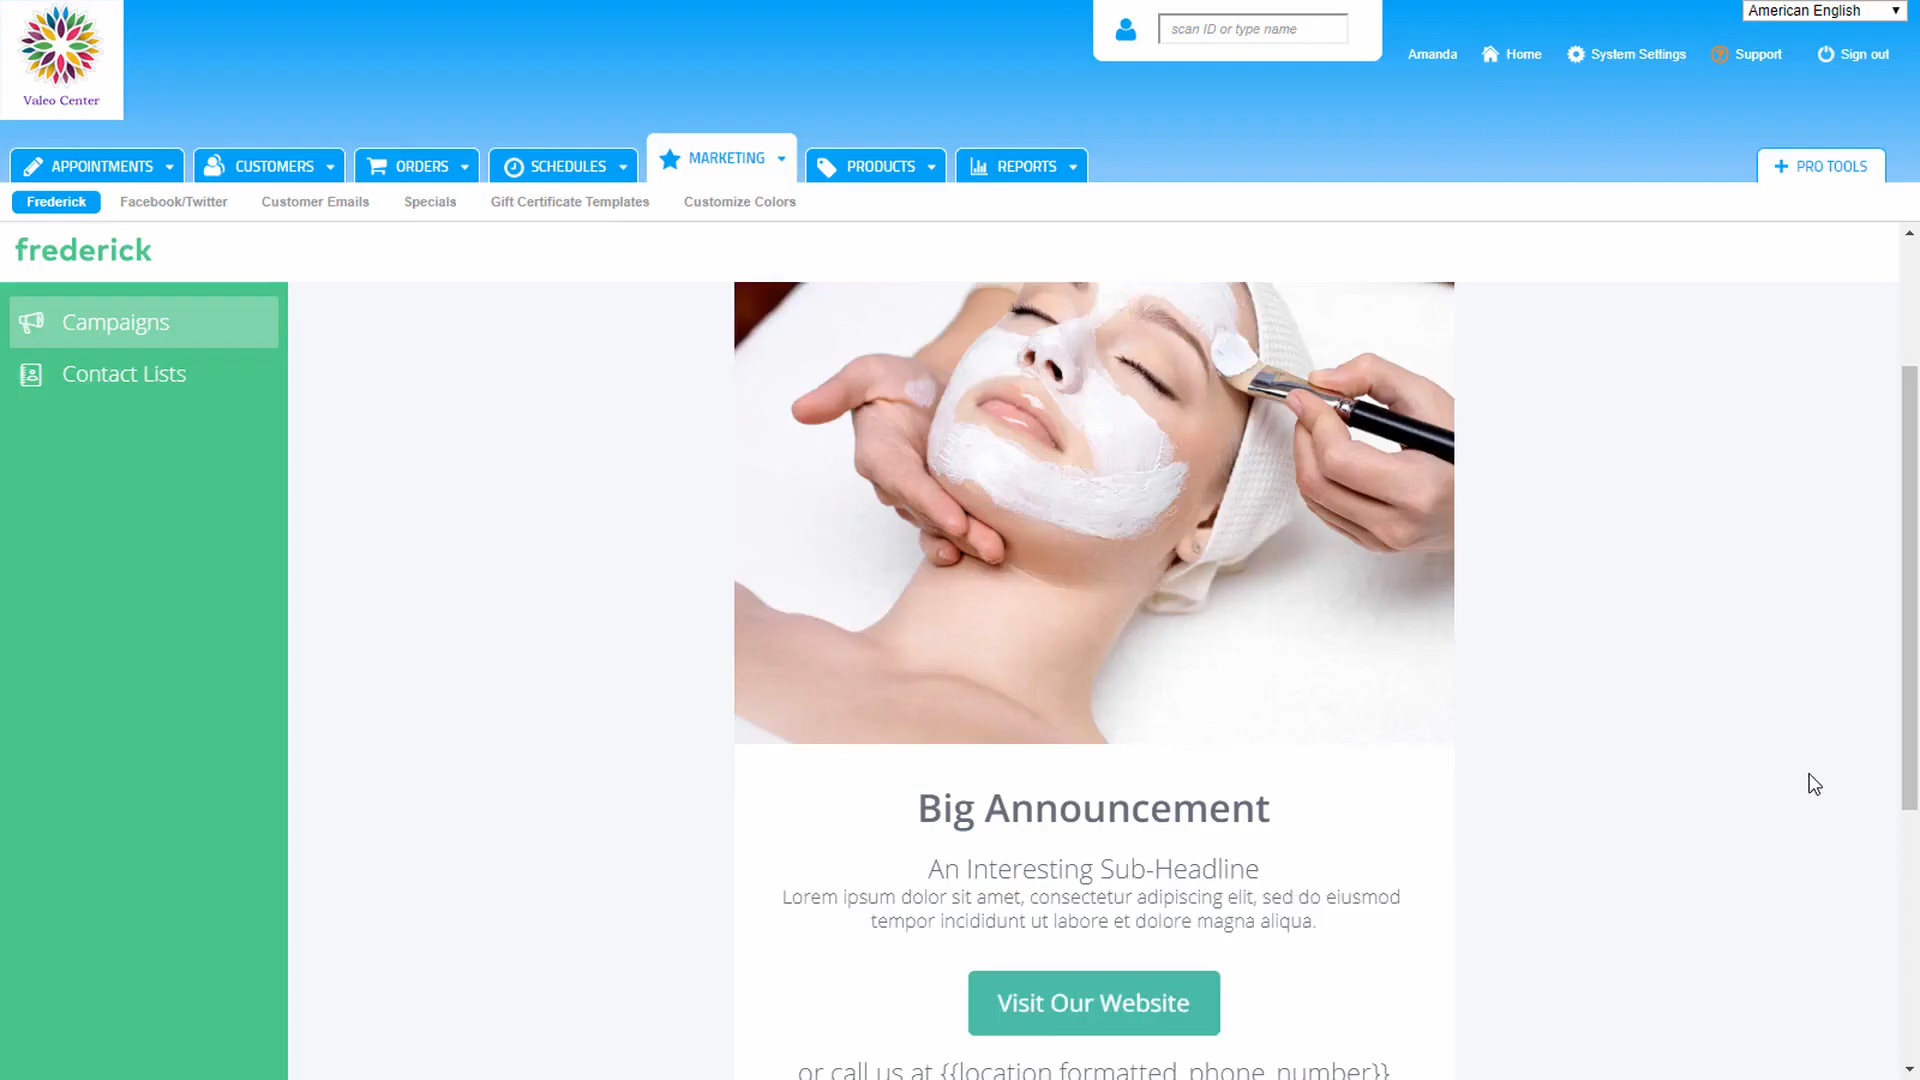 American English
Valeo Center
scan ID or type name
Amanda
Home
System Settings
Support
Sign out
APPOINTMENTS
CUSTOMERS
ORDERS
SCHEDULES
MARKETING
PRODUCTS
REPORTS
PRO TOOLS
Frederick
Facebook/Twitter
Customer Emails
Specials
Gift Certificate Templates
Customize Colors
frederick
Campaigns
Contact Lists
Big Announcement
An Interesting Sub-Headline
Lorem ipsum dolor sit amet, consectetur adipiscing elit, sed do eiusmod
tempor incididunt ut labore et dolore magna aliqua.
Visit Our Website
or call us at {{location.formatted_phone_number}}